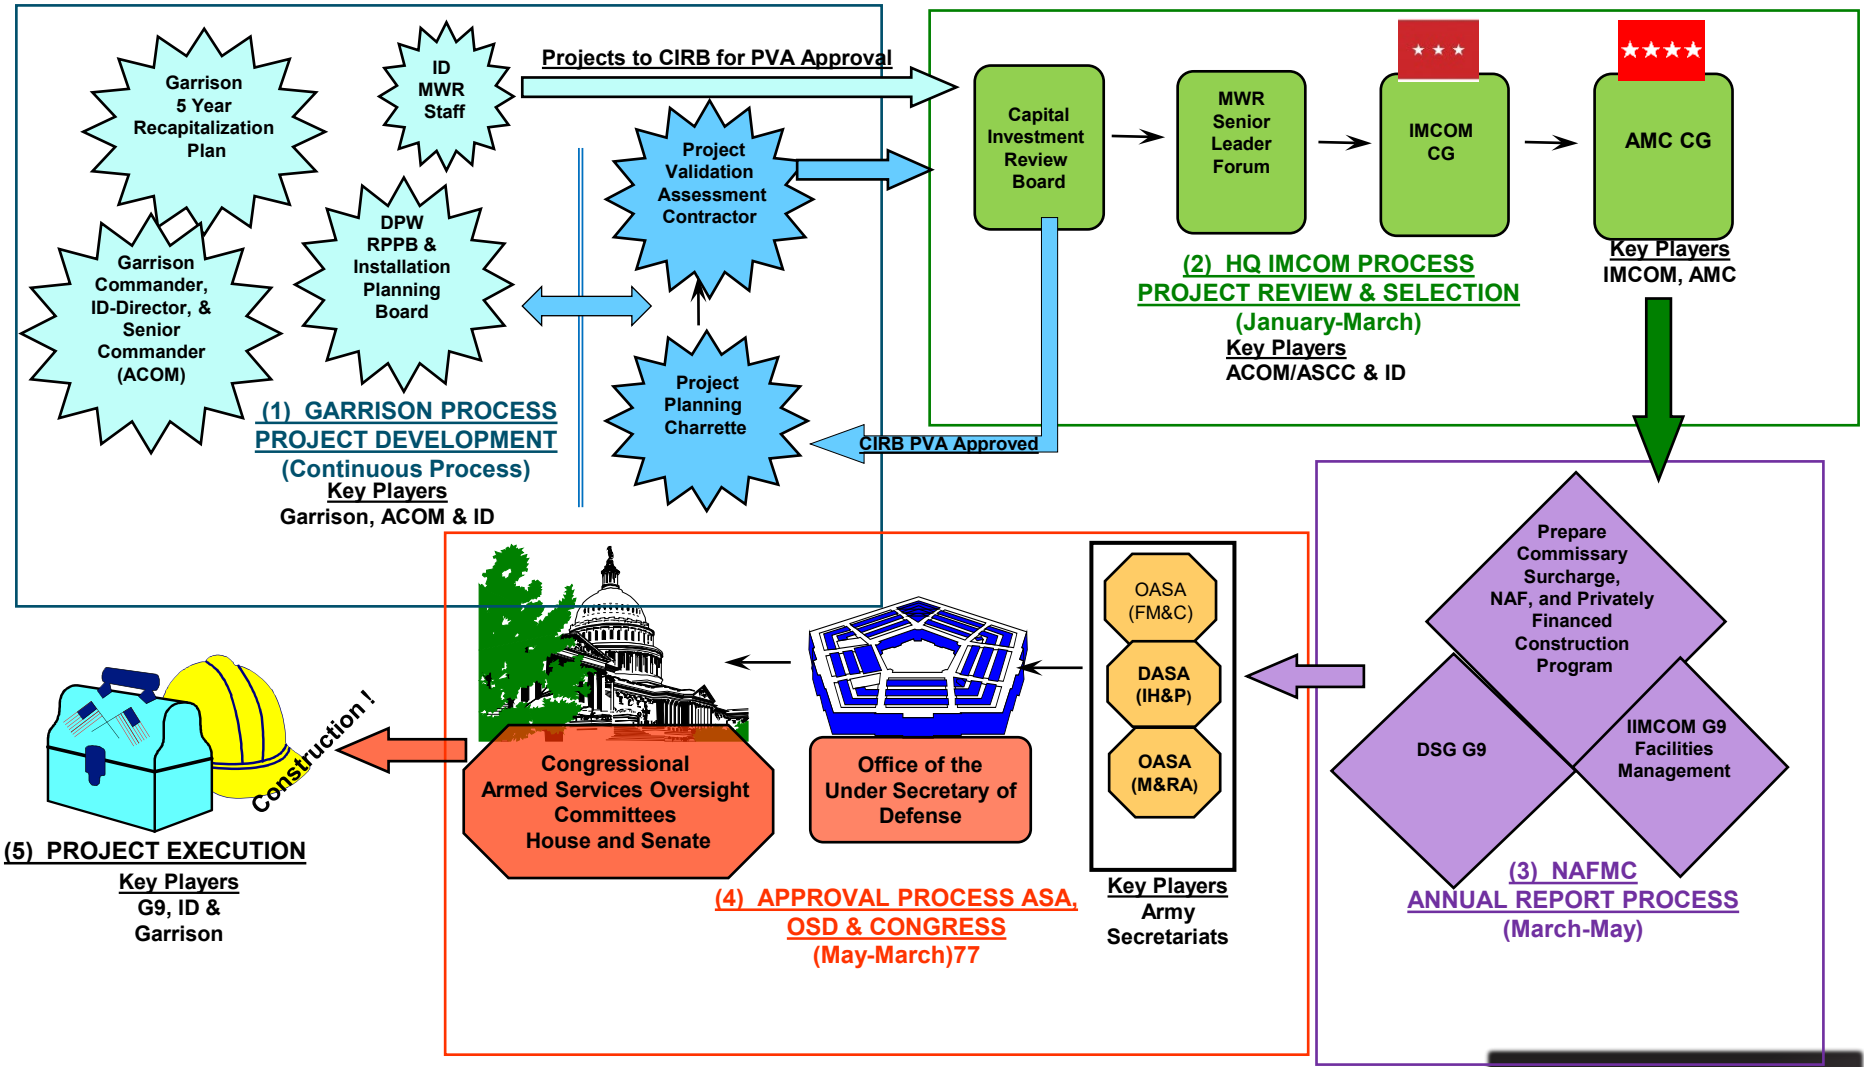 Garrison
5 Year
Recapitalization
Plan
ID
MWR
Staff
Projects to CIRB for PVA Approval
Garrison
Commander,
ID-Director, &
Senior
Commander
(ACOM)
DPW
RPPB &
Installation
Planning
Board
Project
Validation
Assessment
Contractor
Project
Planning
Charrette
(1) GARRISON PROCESS
PROJECT DEVELOPMENT
(Continuous Process)
Key Players
Garrison, ACOM & ID
CIRB PVA Approved
Capital
Investment
Review
Board
MWR
Senior
Leader
Forum
IMCOM
CG
AMC CG
Key Players
IMCOM, AMC
(2) HQ IMCOM PROCESS
PROJECT REVIEW & SELECTION
(January-March)
Key Players
ACOM/ASCC & ID
Prepare
Commissary
Surcharge,
NAF, and Privately
Financed
Construction
Program
DSG G9
IIMCOM G9
Facilities
Management
(3) NAFMC
ANNUAL REPORT PROCESS
(March-May)
OASA
(FM&C)
DASA
(IH&P)
OASA
(M&RA)
Key Players
Army
Secretariats
Office of the
Under Secretary of
Defense
Congressional
Armed Services Oversight
Committees
House and Senate
(4) APPROVAL PROCESS ASA,
OSD & CONGRESS
(May-March)77
Construction !
(5) PROJECT EXECUTION
Key Players
G9, ID &
Garrison